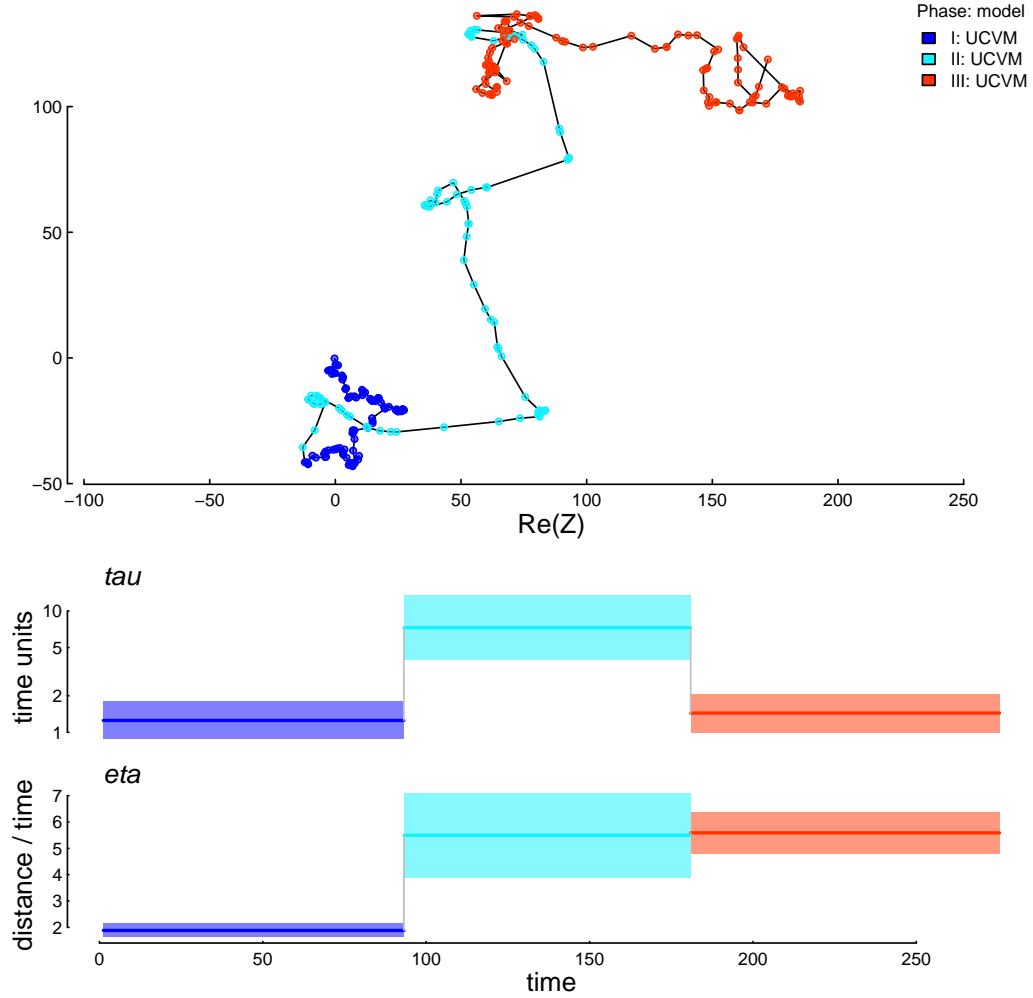 Phase: model
I: UCVM
II: UCVM
III: UCVM
100
50
0
−50
−100
−50
0
50
100
150
200
250
Re(Z)
tau
time units
10
5
2
1
eta
distance / time
7
6
5
4
3
2
0
50
100
150
200
250
time